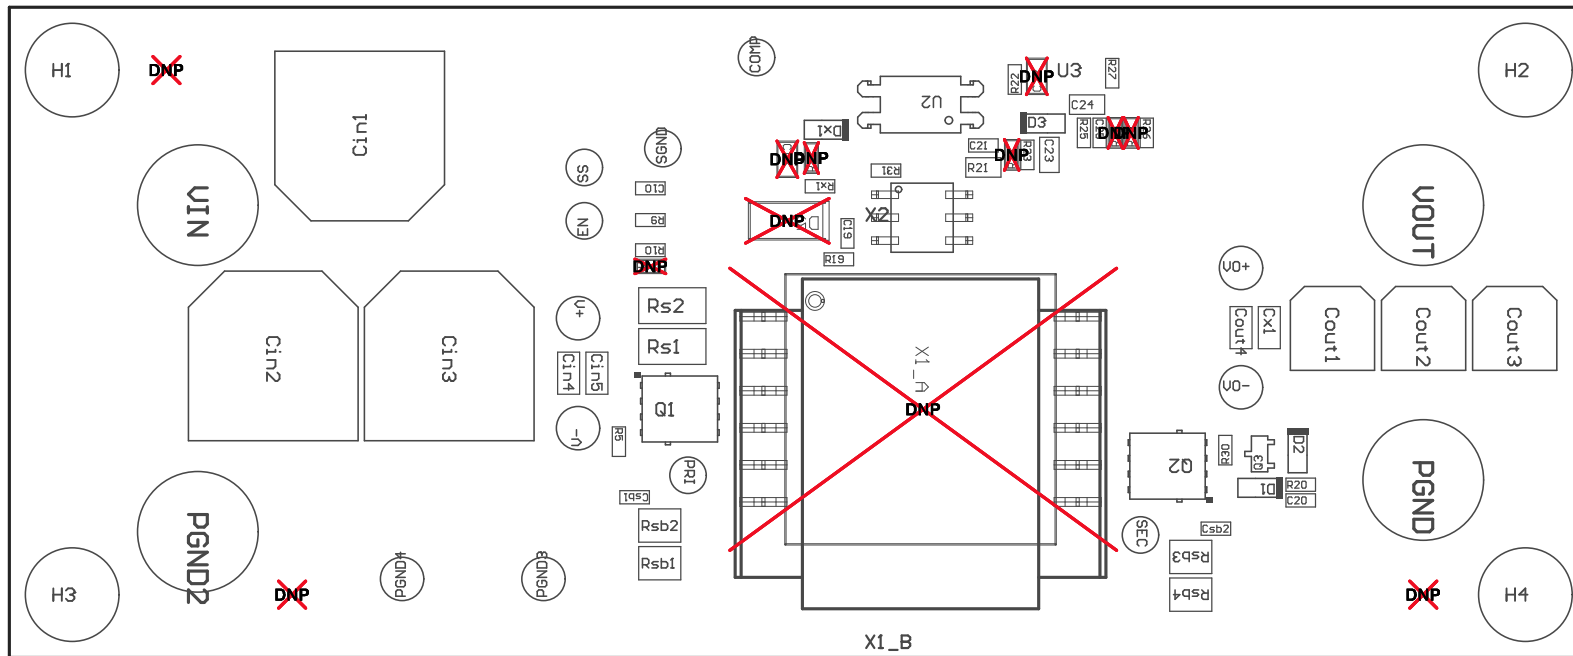 H1
DNP
Cin1
COMP
U2
R22
DNP
U3
R27
H2
C24
Dx1
D3
R25
DNP
DNP
SGND
SS
DNP
DNP
C21
DNP
C23
R21
C10
Rx1
R31
VIN
EN
R9
DNP
C19
X2
VOUT
R10
DNP
R19
VO+
Rs2
V+
Rs1
Cin2
Cin3
Cin4
Cin5
X1_A
DNP
Cout4
Cx1
Cout1
Cout2
Cout3
VO-
Q1
V-
R5
PRI
Q2
R30
Q3
D2
D1
R20
C20
PGND
Csb1
Rsb2
Rsb1
SEC
Csb2
Rsb3
Rsb4
PGND2
PGND4
PGND3
H3
DNP
DNP
H4
X1_B